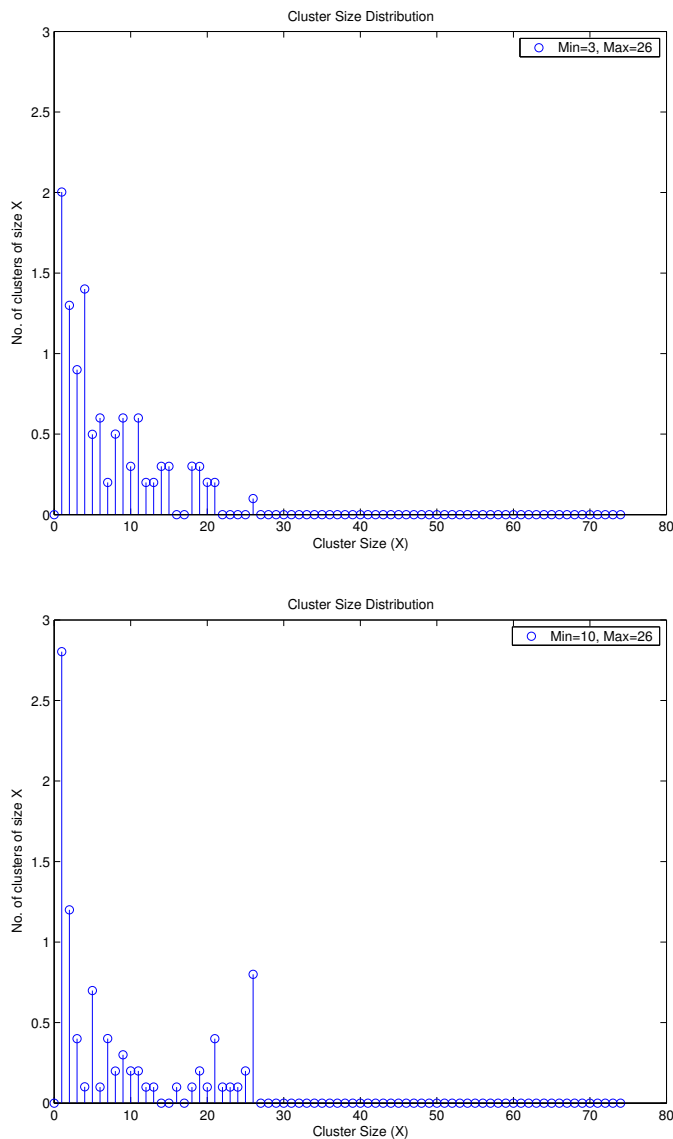 Cluster Size Distribution
3
Min=3, Max=26
2.5
2
No. of clusters of size X
1.5
1
0.5
0
0 10 20 30 40 50 60 70 80
Cluster Size (X)
Cluster Size Distribution
3
Min=10, Max=26
2.5
2
No. of clusters of size X
1.5
1
0.5
0
0 10 20 30 40 50 60 70 80
Cluster Size (X)